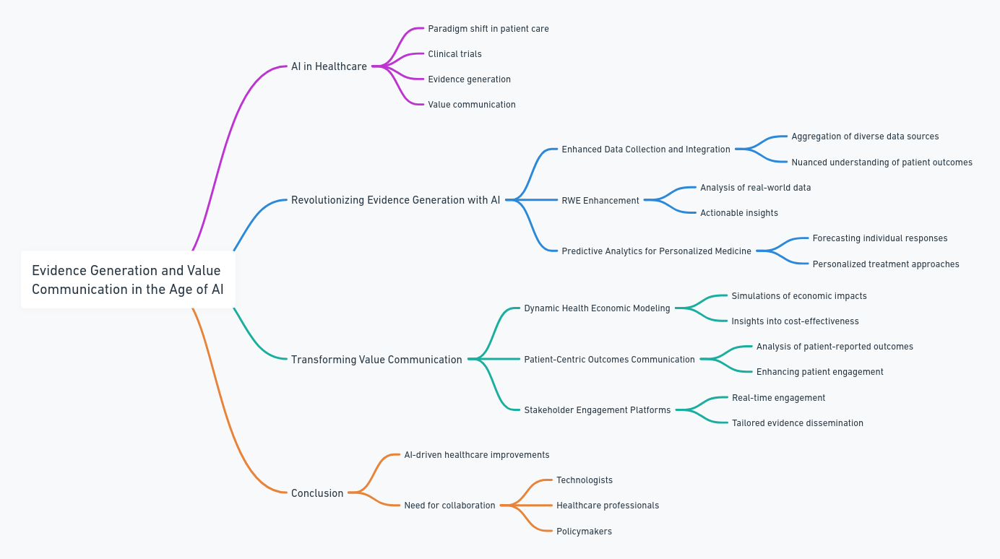 Evidence Generation and Value
Communication in the Age of AI
AI in Healthcare
Paradigm shift in patient care
Clinical trials
Evidence generation
Value communication
Revolutionizing Evidence Generation with AI
Enhanced Data Collection and Integration
Aggregation of diverse data sources
Nuanced understanding of patient outcomes
RWE Enhancement
Analysis of real-world data
Actionable insights
Predictive Analytics for Personalized Medicine
Forecasting individual responses
Personalized treatment approaches
Transforming Value Communication
Dynamic Health Economic Modeling
Simulations of economic impacts
Insights into cost-effectiveness
Patient-Centric Outcomes Communication
Analysis of patient-reported outcomes
Enhancing patient engagement
Stakeholder Engagement Platforms
Real-time engagement
Tailored evidence dissemination
Conclusion
AI-driven healthcare improvements
Need for collaboration
Technologists
Healthcare professionals
Policymakers